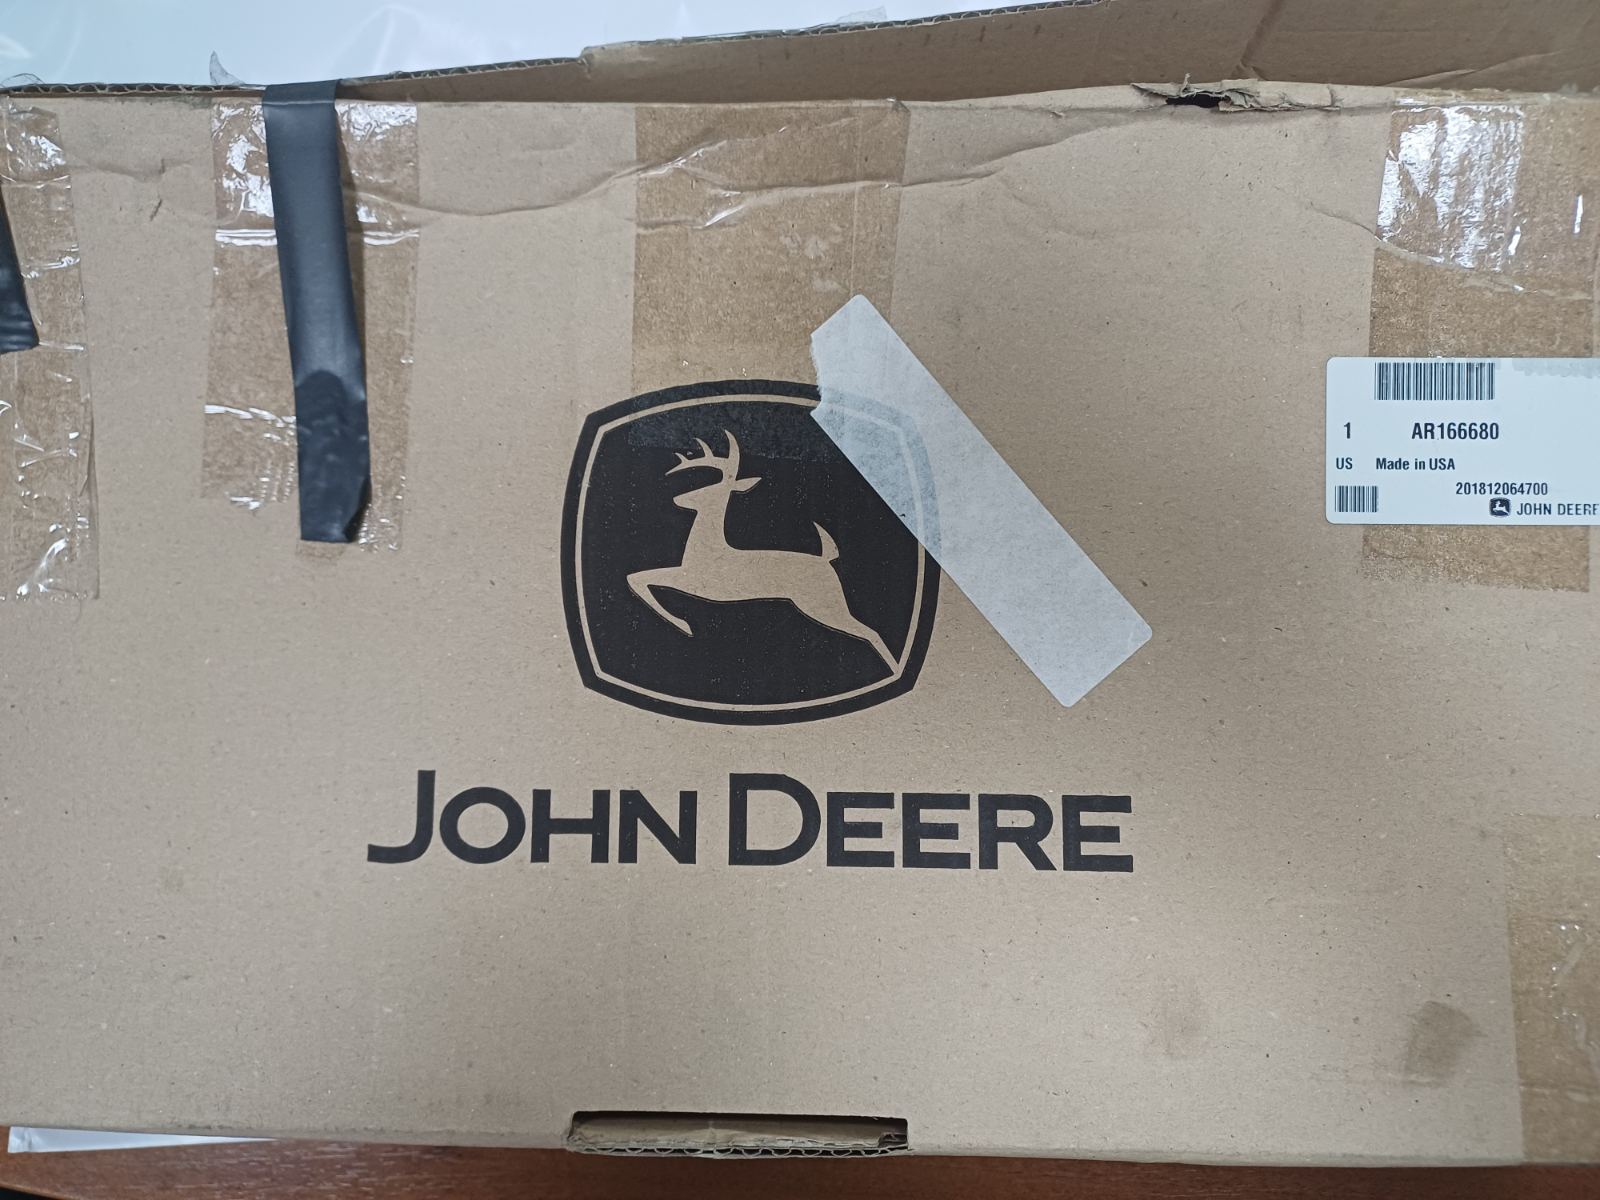 1 AR166680
US Made in USA
201812064700
JOHN DEERE
JOHN DEERE